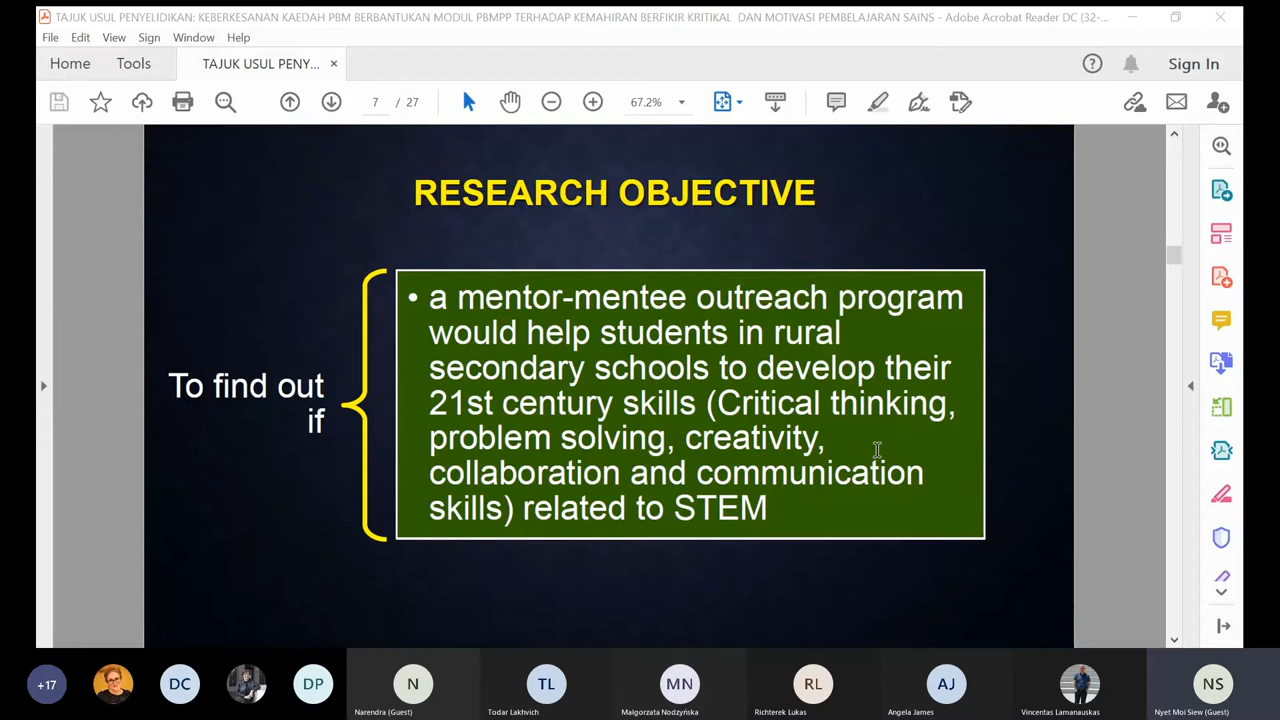 TAJUK USUL PENYELIDIKAN: KEBERKESANAN KAEDAH PBM BERBANTUKAN MODUL PBMPP TERHADAP KEMAHIRAN BERFIKIR KRITIKAL DAN MOTIVASI PEMBELAJARAN SAINS - Adobe Acrobat Reader DC (32-...
File Edit View Sign Window Help
Home Tools TAJUK USUL PENY... × Sign In
7 / 27 67.2%
RESEARCH OBJECTIVE
To find out
if
• a mentor-mentee outreach program
would help students in rural
secondary schools to develop their
21st century skills (Critical thinking,
problem solving, creativity,
collaboration and communication
skills) related to STEM
+17 DC DP N TL MN RL AJ NS
Narendra (Guest) Todar Lakhvich Małgorzata Nodzyńska Richterek Lukas Angela James Vincentas Lamanauskas Nyet Moi Siew (Guest)